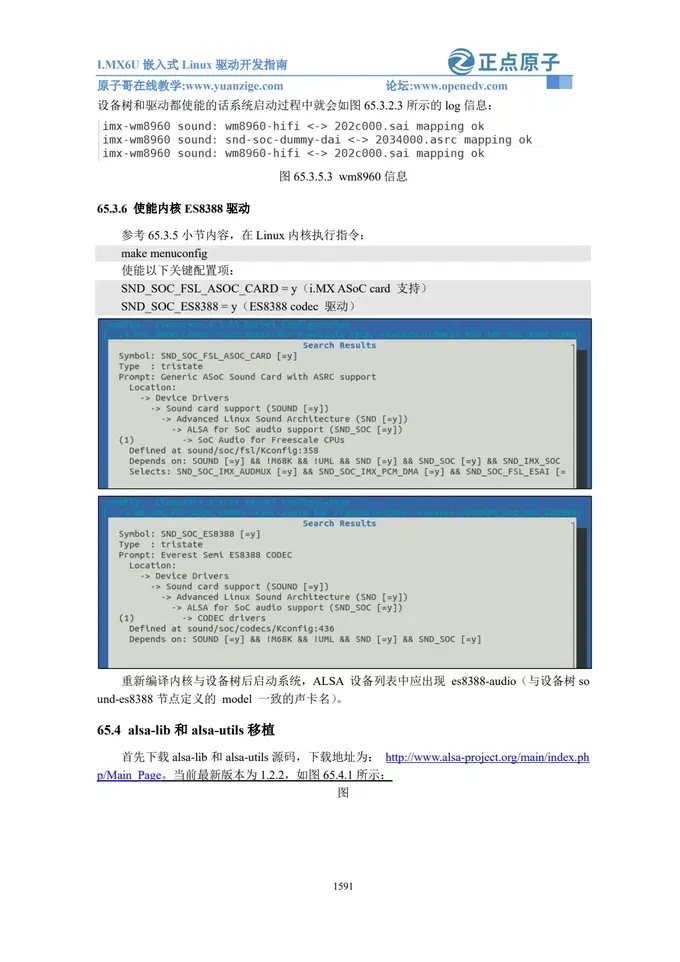 I.MX6U 嵌入式 Linux 驱动开发指南
正点原子
原子哥在线教学:www.yuanzige.com 论坛:www.openedv.com
设备树和驱动都使能的话系统启动过程中就会如图 65.3.2.3 所示的 log 信息：
imx-wm8960 sound: wm8960-hifi <-> 202c000.sai mapping ok
imx-wm8960 sound: snd-soc-dummy-dai <-> 2034000.asrc mapping ok
imx-wm8960 sound: wm8960-hifi <-> 202c000.sai mapping ok
图 65.3.5.3 wm8960 信息
65.3.6 使能内核 ES8388 驱动
参考 65.3.5 小节内容，在 Linux 内核执行指令：
make menuconfig
使能以下关键配置项：
SND_SOC_FSL_ASOC_CARD = y（i.MX ASoC card 支持）
SND_SOC_ES8388 = y（ES8388 codec 驱动）
Search Results
Symbol: SND_SOC_FSL_ASOC_CARD [=y]
Type : tristate
Prompt: Generic ASoC Sound Card with ASRC support
Location:
-> Device Drivers
-> Sound card support (SOUND [=y])
-> Advanced Linux Sound Architecture (SND [=y])
-> ALSA for SoC audio support (SND_SOC [=y])
(1) -> SoC Audio for Freescale CPUs
Defined at sound/soc/fsl/Kconfig:358
Depends on: SOUND [=y] && !M68K && !UML && SND [=y] && SND_SOC [=y] && SND_IMX_SOC
Selects: SND_SOC_IMX_AUDMUX [=y] && SND_SOC_IMX_PCM_DMA [=y] && SND_SOC_FSL_ESAI [=
Search Results
Symbol: SND_SOC_ES8388 [=y]
Type : tristate
Prompt: Everest Semi ES8388 CODEC
Location:
-> Device Drivers
-> Sound card support (SOUND [=y])
-> Advanced Linux Sound Architecture (SND [=y])
-> ALSA for SoC audio support (SND_SOC [=y])
(1) -> CODEC drivers
Defined at sound/soc/codecs/Kconfig:436
Depends on: SOUND [=y] && !M68K && !UML && SND [=y] && SND_SOC [=y]
重新编译内核与设备树后启动系统，ALSA 设备列表中应出现 es8388-audio（与设备树 so
und-es8388 节点定义的 model 一致的声卡名）。
65.4 alsa-lib 和 alsa-utils 移植
首先下载 alsa-lib 和 alsa-utils 源码，下载地址为： http://www.alsa-project.org/main/index.ph
p/Main_Page。当前最新版本为 1.2.2，如图 65.4.1 所示：
图
1591